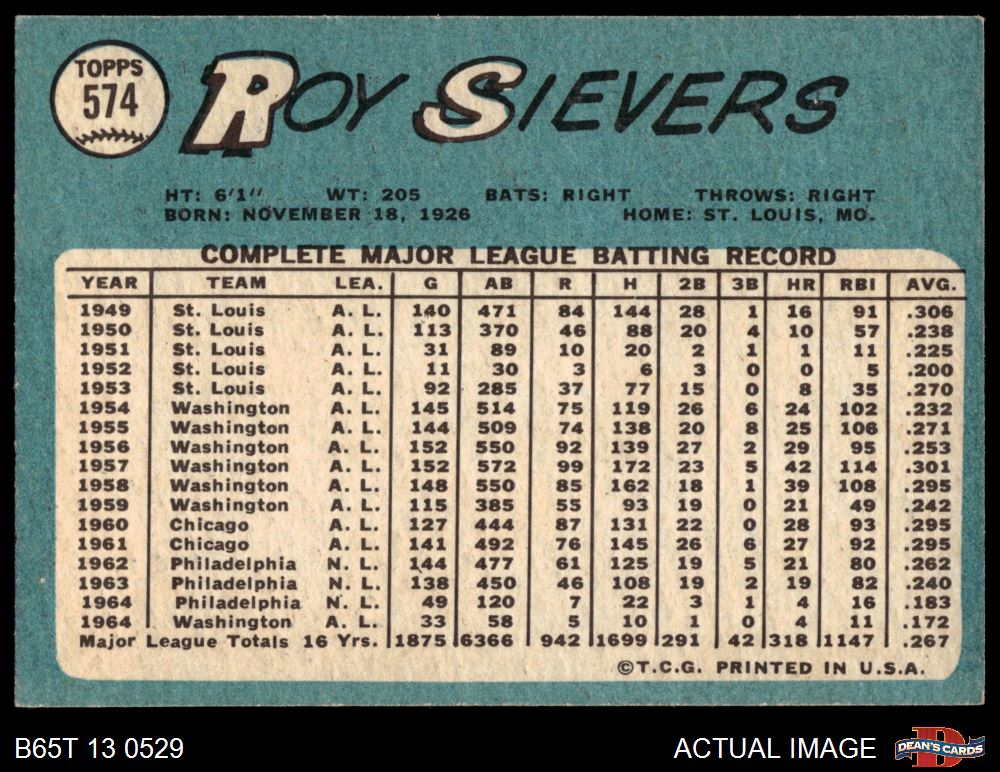 TOPPS
574
ROY SIEVERS
HT: 6'1" WT: 205 BATS: RIGHT THROWS: RIGHT
BORN: NOVEMBER 18, 1926 HOME: ST. LOUIS, MO.
COMPLETE MAJOR LEAGUE BATTING RECORD
YEAR TEAM LEA. G AB R H 2B 3B HR RBI AVG.
1949 St. Louis A. L. 140 471 84 144 28 1 16 91 .306
1950 St. Louis A. L. 113 370 46 88 20 4 10 57 .238
1951 St. Louis A. L. 31 89 10 20 2 1 1 11 .225
1952 St. Louis A. L. 11 30 3 6 3 0 0 5 .200
1953 St. Louis A. L. 92 285 37 77 15 0 8 35 .270
1954 Washington A. L. 145 514 75 119 26 6 24 102 .232
1955 Washington A. L. 144 509 74 138 20 8 25 106 .271
1956 Washington A. L. 152 550 92 139 27 2 29 95 .253
1957 Washington A. L. 152 572 99 172 23 5 42 114 .301
1958 Washington A. L. 148 550 85 162 18 1 39 108 .295
1959 Washington A. L. 115 385 55 93 19 0 21 49 .242
1960 Chicago A. L. 127 444 87 131 22 0 28 93 .295
1961 Chicago A. L. 141 492 76 145 26 6 27 92 .295
1962 Philadelphia N. L. 144 477 61 125 19 5 21 80 .262
1963 Philadelphia N. L. 138 450 46 108 19 2 19 82 .240
1964 Philadelphia N. L. 49 120 7 22 3 1 4 16 .183
1964 Washington A. L. 33 58 5 10 1 0 4 11 .172
Major League Totals 16 Yrs. 1875 6366 942 1699 291 42 318 1147 .267
©T.C.G. PRINTED IN U.S.A.
B65T 13 0529 ACTUAL IMAGE DEAN'S CARDS